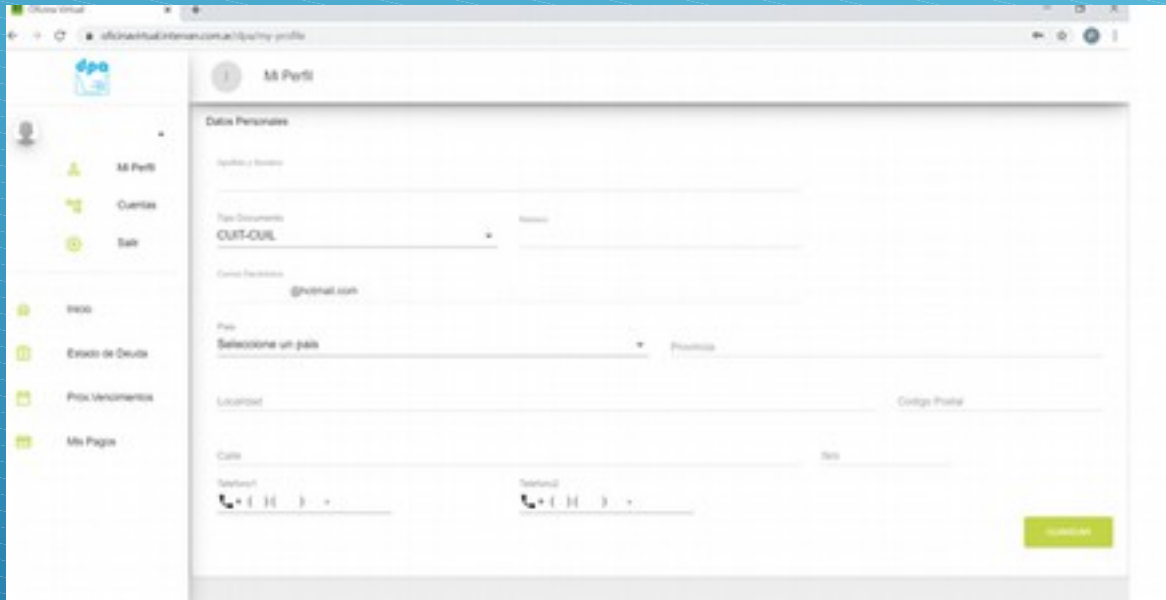 Oficina Virtual
oficinavirtual.intervan.com.ar/dpa/my-profile
dpa
Mi Perfil
Datos Personales
Mi Perfil
Cuentas
Salir
Inicio
Estado de Deuda
Prox.Vencimientos
Mis Pagos
Apellido y Nombre
Tipo Documento
CUIT-CUIL
Número
Correo Electrónico
@hotmail.com
País
Seleccione un país
Provincia
Localidad
Código Postal
Calle
Nro
Teléfono1
+ ( )( ) -
Teléfono2
+ ( )( ) -
GUARDAR